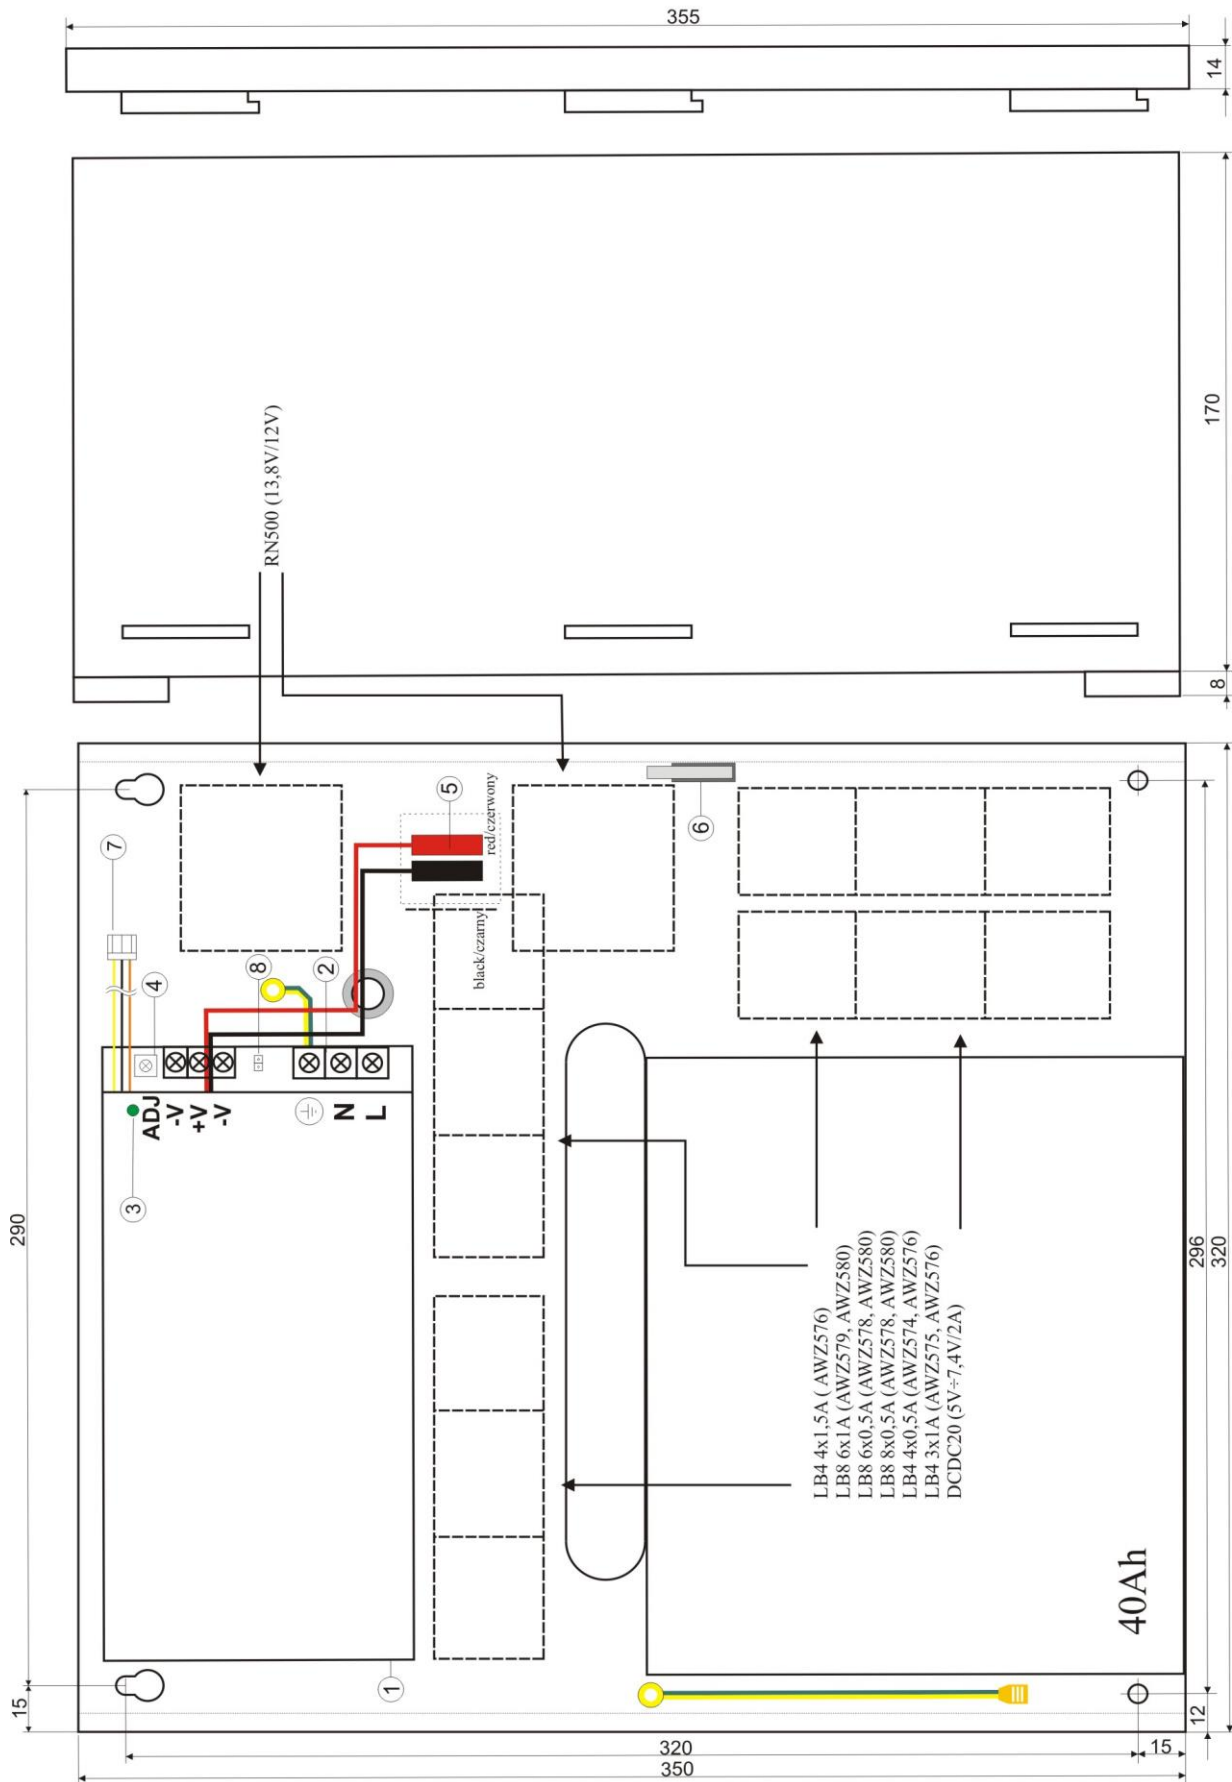 355
14
170
8
RN500 (13,8V/12V)
7
4
8
2
5
6
red/czerwony
black/czarny
3
ADJ
-V
+V
-V
N
L
1
290
15
296
320
12
LB4 4x1,5A ( AWZ576)
LB8 6x1A (AWZ579, AWZ580)
LB8 6x0,5A (AWZ578, AWZ580)
LB8 8x0,5A (AWZ578, AWZ580)
LB4 4x0,5A (AWZ574, AWZ576)
LB4 3x1A (AWZ575, AWZ576)
DCDC20 (5V÷7,4V/2A)
40Ah
320
15
350